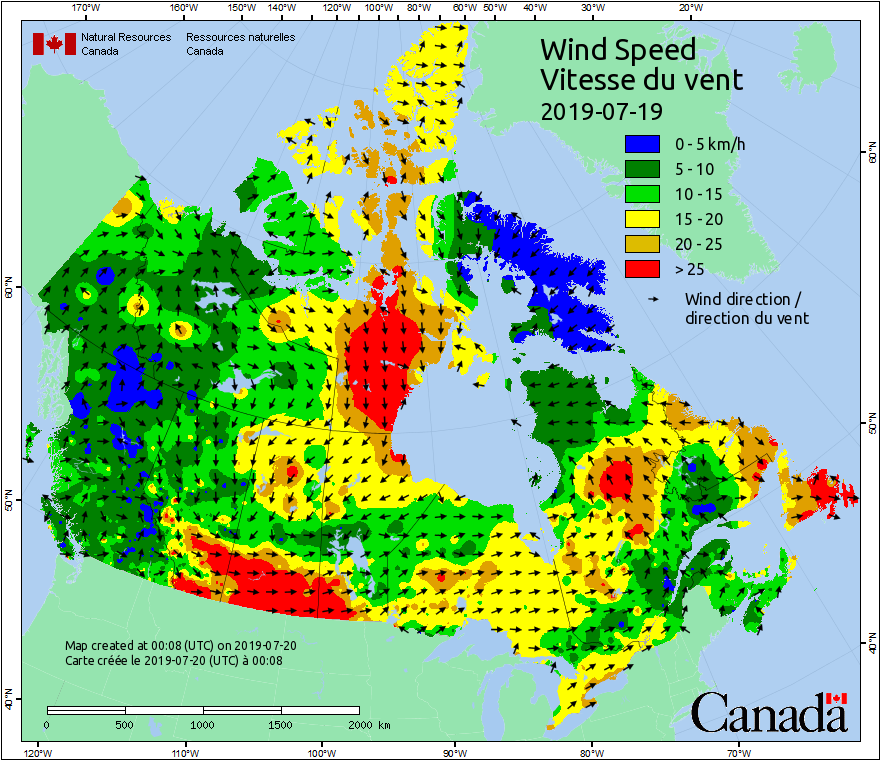 170°W 160°W 150°W 140°W 130°W 120°W 110°W 100°W 90°W 80°W 70°W 60°W 50°W 40°W 30°W 20°W
Natural Resources Ressources naturelles
Canada Canada
Wind Speed
Vitesse du vent
2019-07-19
0 - 5 km/h
5 - 10
10 - 15
15 - 20
20 - 25
> 25
Wind direction /
direction du vent
60°N
60°N
50°N
50°N
40°N
40°N
Map created at 00:08 (UTC) on 2019-07-20
Carte créée le 2019-07-20 (UTC) à 00:08
0 500 1000 1500 2000 km
Canada
120°W 110°W 100°W 90°W 80°W 70°W